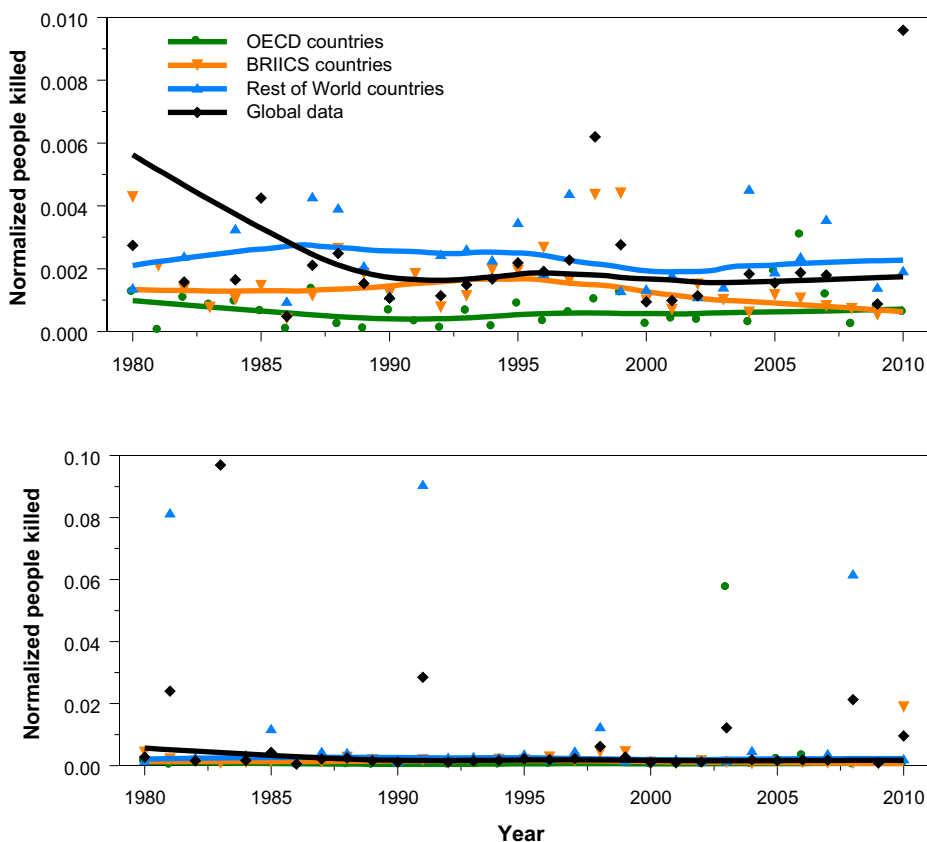 Normalized people killed
0.010
0.008
0.006
0.004
0.002
0.000
OECD countries
BRIICS countries
Rest of World countries
Global data
1980 1985 1990 1995 2000 2005 2010
Normalized people killed
0.10
0.08
0.06
0.04
0.02
0.00
1980 1985 1990 1995 2000 2005 2010
Year